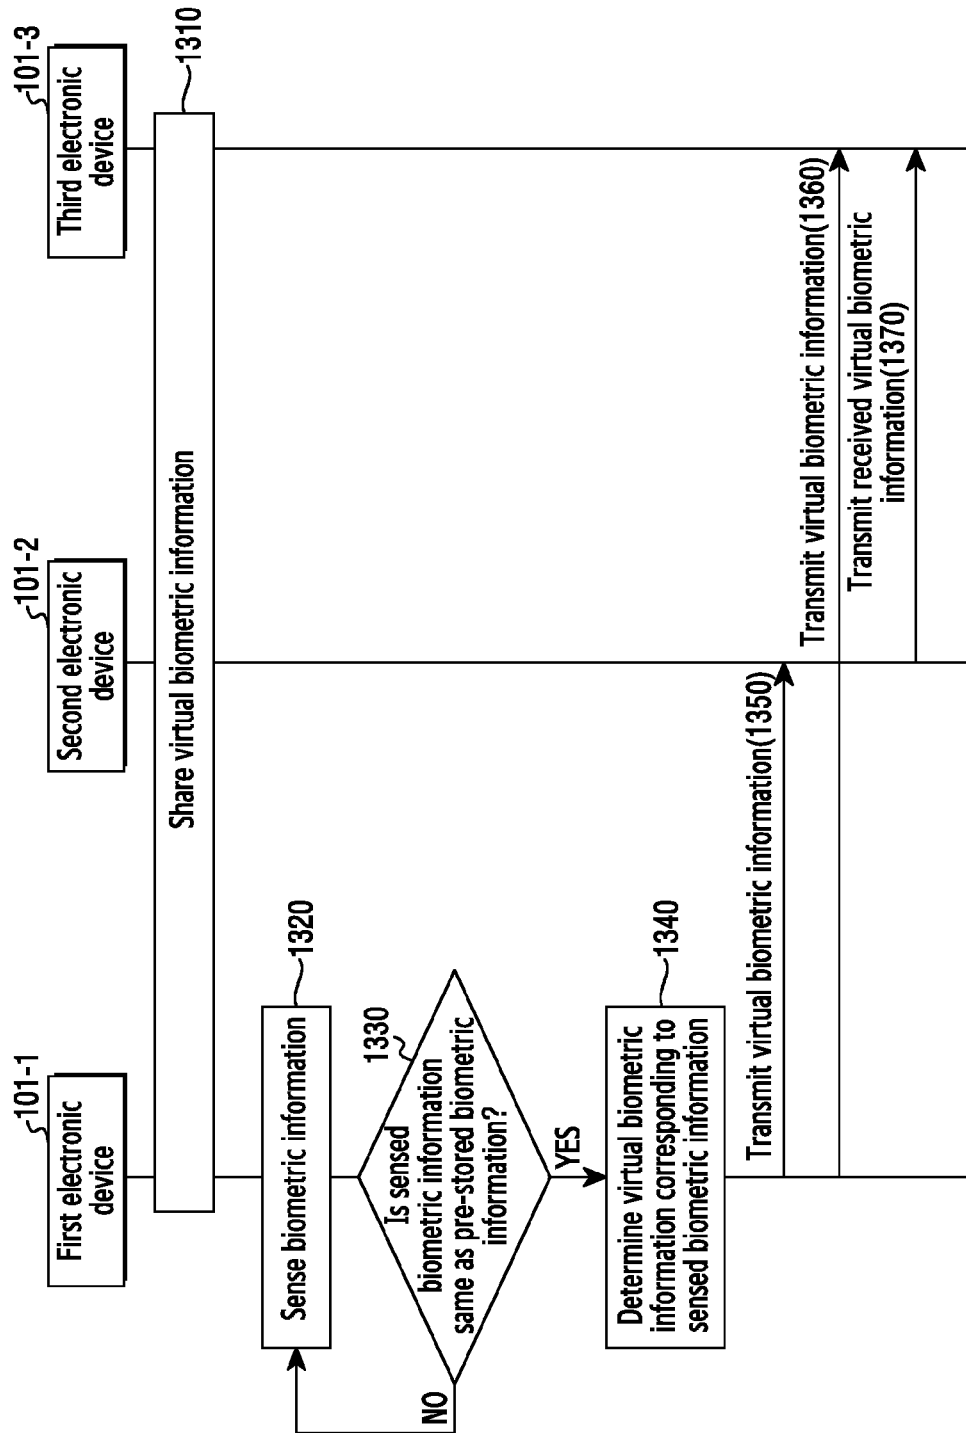 101-1
First electronic
device
101-2
Second electronic
device
101-3
Third electronic
device
1310
Share virtual biometric information
1320
Sense biometric information
1330
Is sensed
biometric information
same as pre-stored biometric
information?
NO
YES
1340
Determine virtual biometric
information corresponding to
sensed biometric information
Transmit virtual biometric information(1350)
Transmit virtual biometric information(1360)
Transmit received virtual biometric
information(1370)